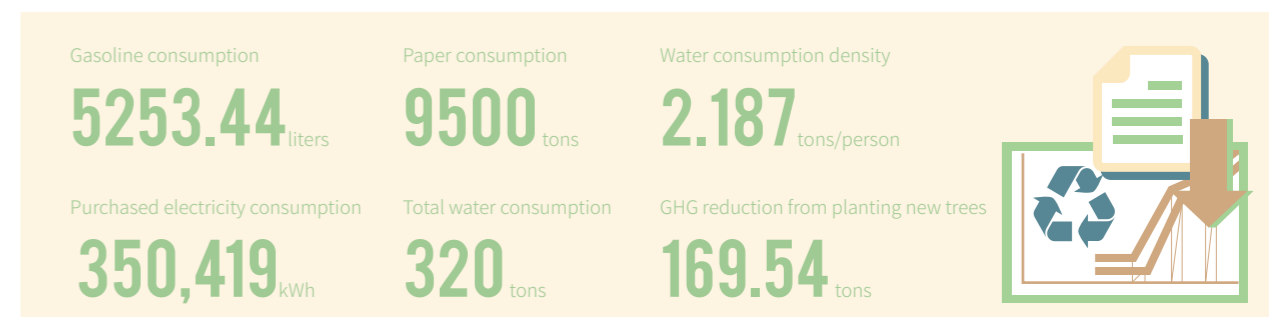 Gasoline consumption
5253.44 liters
Paper consumption
9500 tons
Water consumption density
2.187 tons/person
Purchased electricity consumption
350,419 kWh
Total water consumption
320 tons
GHG reduction from planting new trees
169.54 tons